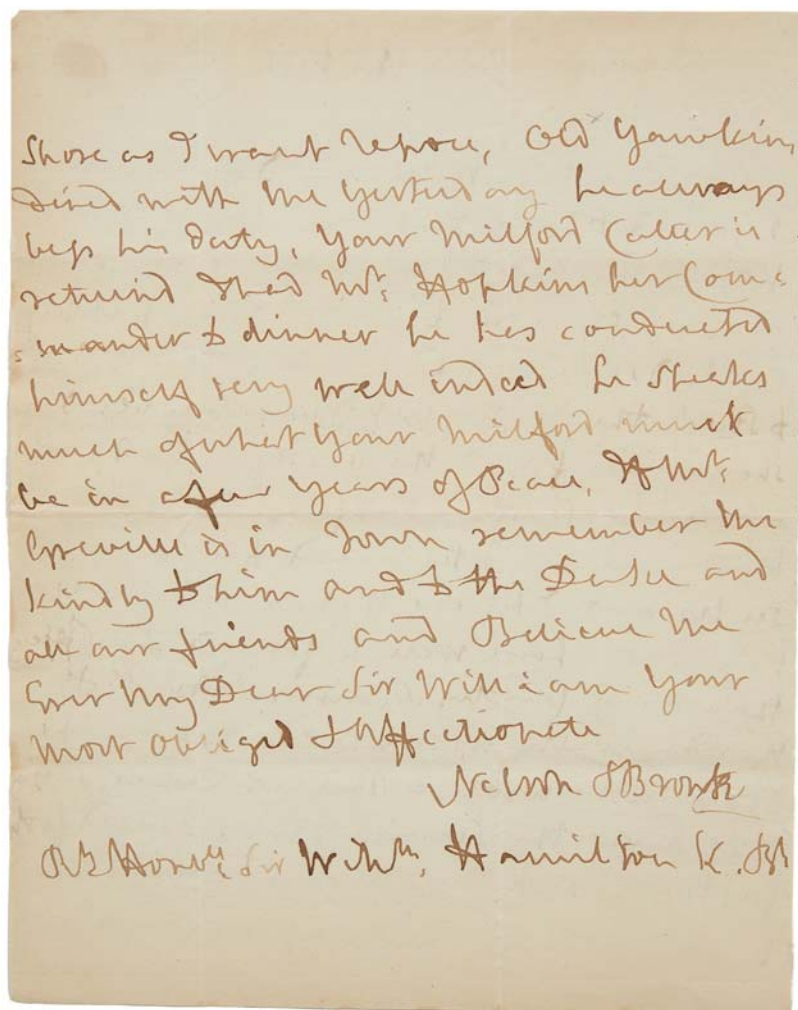 Shore as I want repose, Old Yawkins
dined with me Yesterday he always
begs his duty, Your Milford Cutter is
returnd I had Mr: Hopkins her Com=
=mander to dinner he has conducted
himself very well indeed he speaks
much of what Your Milford must
be in a few Years of Peace, If Mr:
Greville is in Town remember me
kindly to him and to the Duke and
all our friends and Believe me
Ever My Dear Sir William Your
most obliged & Affectionate
Nelson & Bronte
Rt Honble: Sir Willm. Hamilton K. B